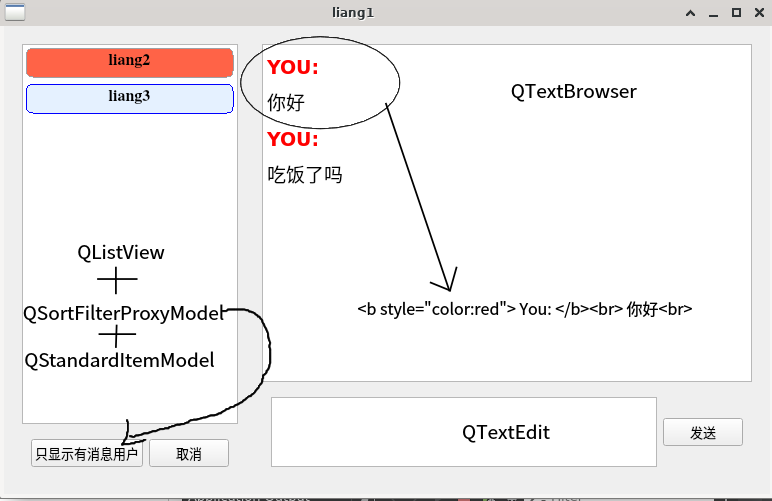 liang1
liang2
liang3
QListView
QSortFilterProxyModel
QStandardItemModel
只显示有消息用户
取消
YOU:
你好
YOU:
吃饭了吗
QTextBrowser
<b style="color:red"> You: </b><br> 你好<br>
QTextEdit
发送